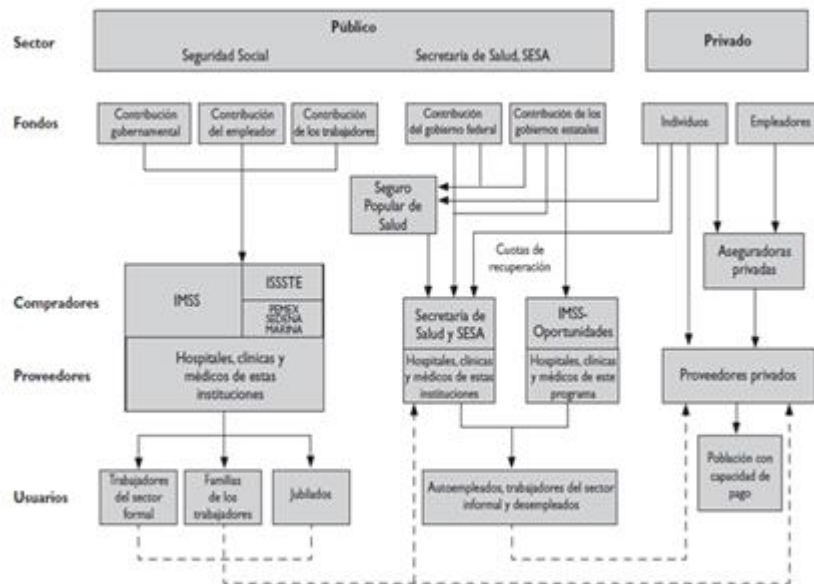 Sector
Público
Seguridad Social
Secretaría de Salud, SESA
Privado
Fondos
Contribución
gubernamental
Contribución
del empleador
Contribución
de los trabajadores
Contribución
del gobierno federal
Contribución de los
gobiernos estatales
Individuos
Empleadores
Seguro
Popular de
Salud
Cuotas de
recuperación
Aseguradoras
privadas
Compradores
IMSS
ISSSTE
PEMEX
SEDENA
MARINA
Secretaría de
Salud y SESA
IMSS-
Oportunidades
Proveedores
Hospitales, clínicas y
médicos de estas
instituciones
Hospitales, clínicas
y médicos de estas
instituciones
Hospitales, clínicas
y médicos de este
programa
Proveedores privados
Usuarios
Trabajadores
del sector
formal
Familias
de los
trabajadores
Jubilados
Autoempleados, trabajadores del sector
informal y desempleados
Población con
capacidad de
pago